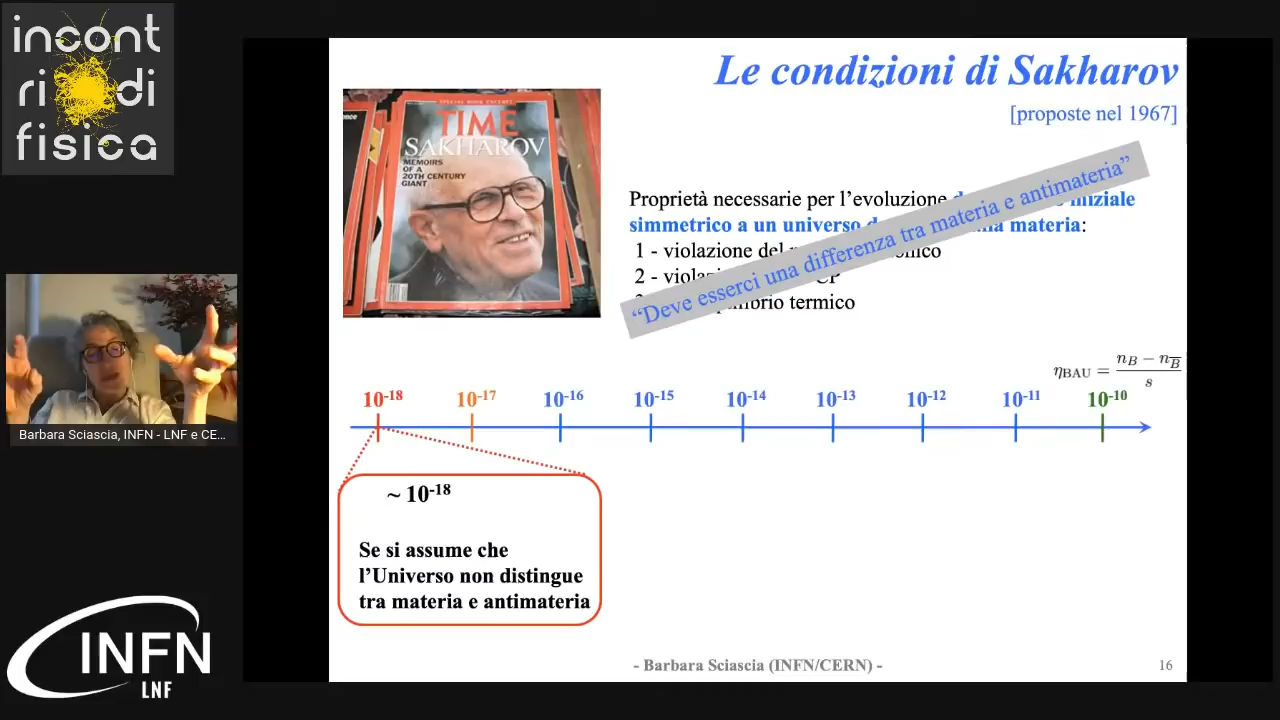 incont
ri di
fisica
Le condizioni di Sakharov
[proposte nel 1967]
SPECIAL BOOK EXCERPT
TIME
SAKHAROV
MEMOIRS
OF A
20TH CENTURY
GIANT
Proprietà necessarie per l’evoluzione iniziale
simmetrico a un universo materia:
1 - violazione del
2 - CP
termico
“Deve esserci una differenza tra materia e antimateria”
η_BAU = (n_B − n_B̅) / s
10⁻¹⁸ 10⁻¹⁷ 10⁻¹⁶ 10⁻¹⁵ 10⁻¹⁴ 10⁻¹³ 10⁻¹² 10⁻¹¹ 10⁻¹⁰
Barbara Sciascia, INFN - LNF e CE...
~ 10⁻¹⁸
Se si assume che
l’Universo non distingue
tra materia e antimateria
INFN
LNF
- Barbara Sciascia (INFN/CERN) -
16